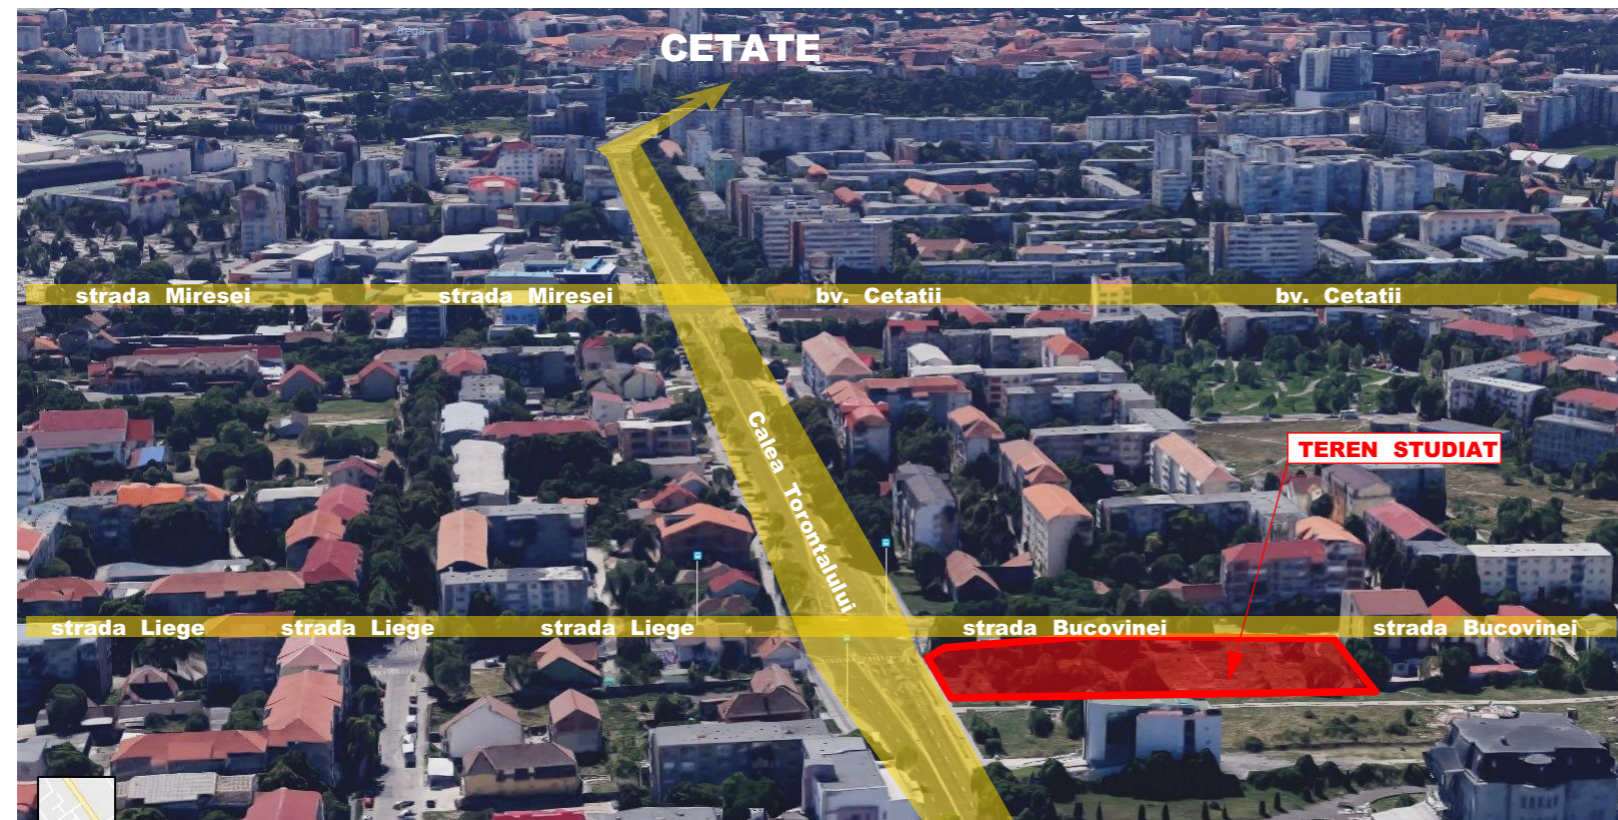 Bega
CETATE
strada Miresei
strada Miresei
bv. Cetatii
bv. Cetatii
Calea Torontalului
TEREN STUDIAT
strada Liege
strada Liege
strada Liege
strada Bucovinei
strada Bucovinei